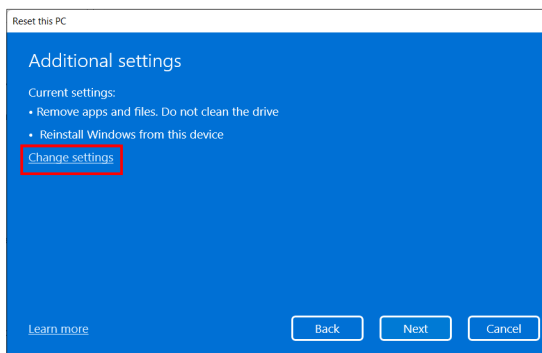 Reset this PC
Additional settings
Current settings:
• Remove apps and files. Do not clean the drive
• Reinstall Windows from this device
Change settings
Learn more
Back
Next
Cancel